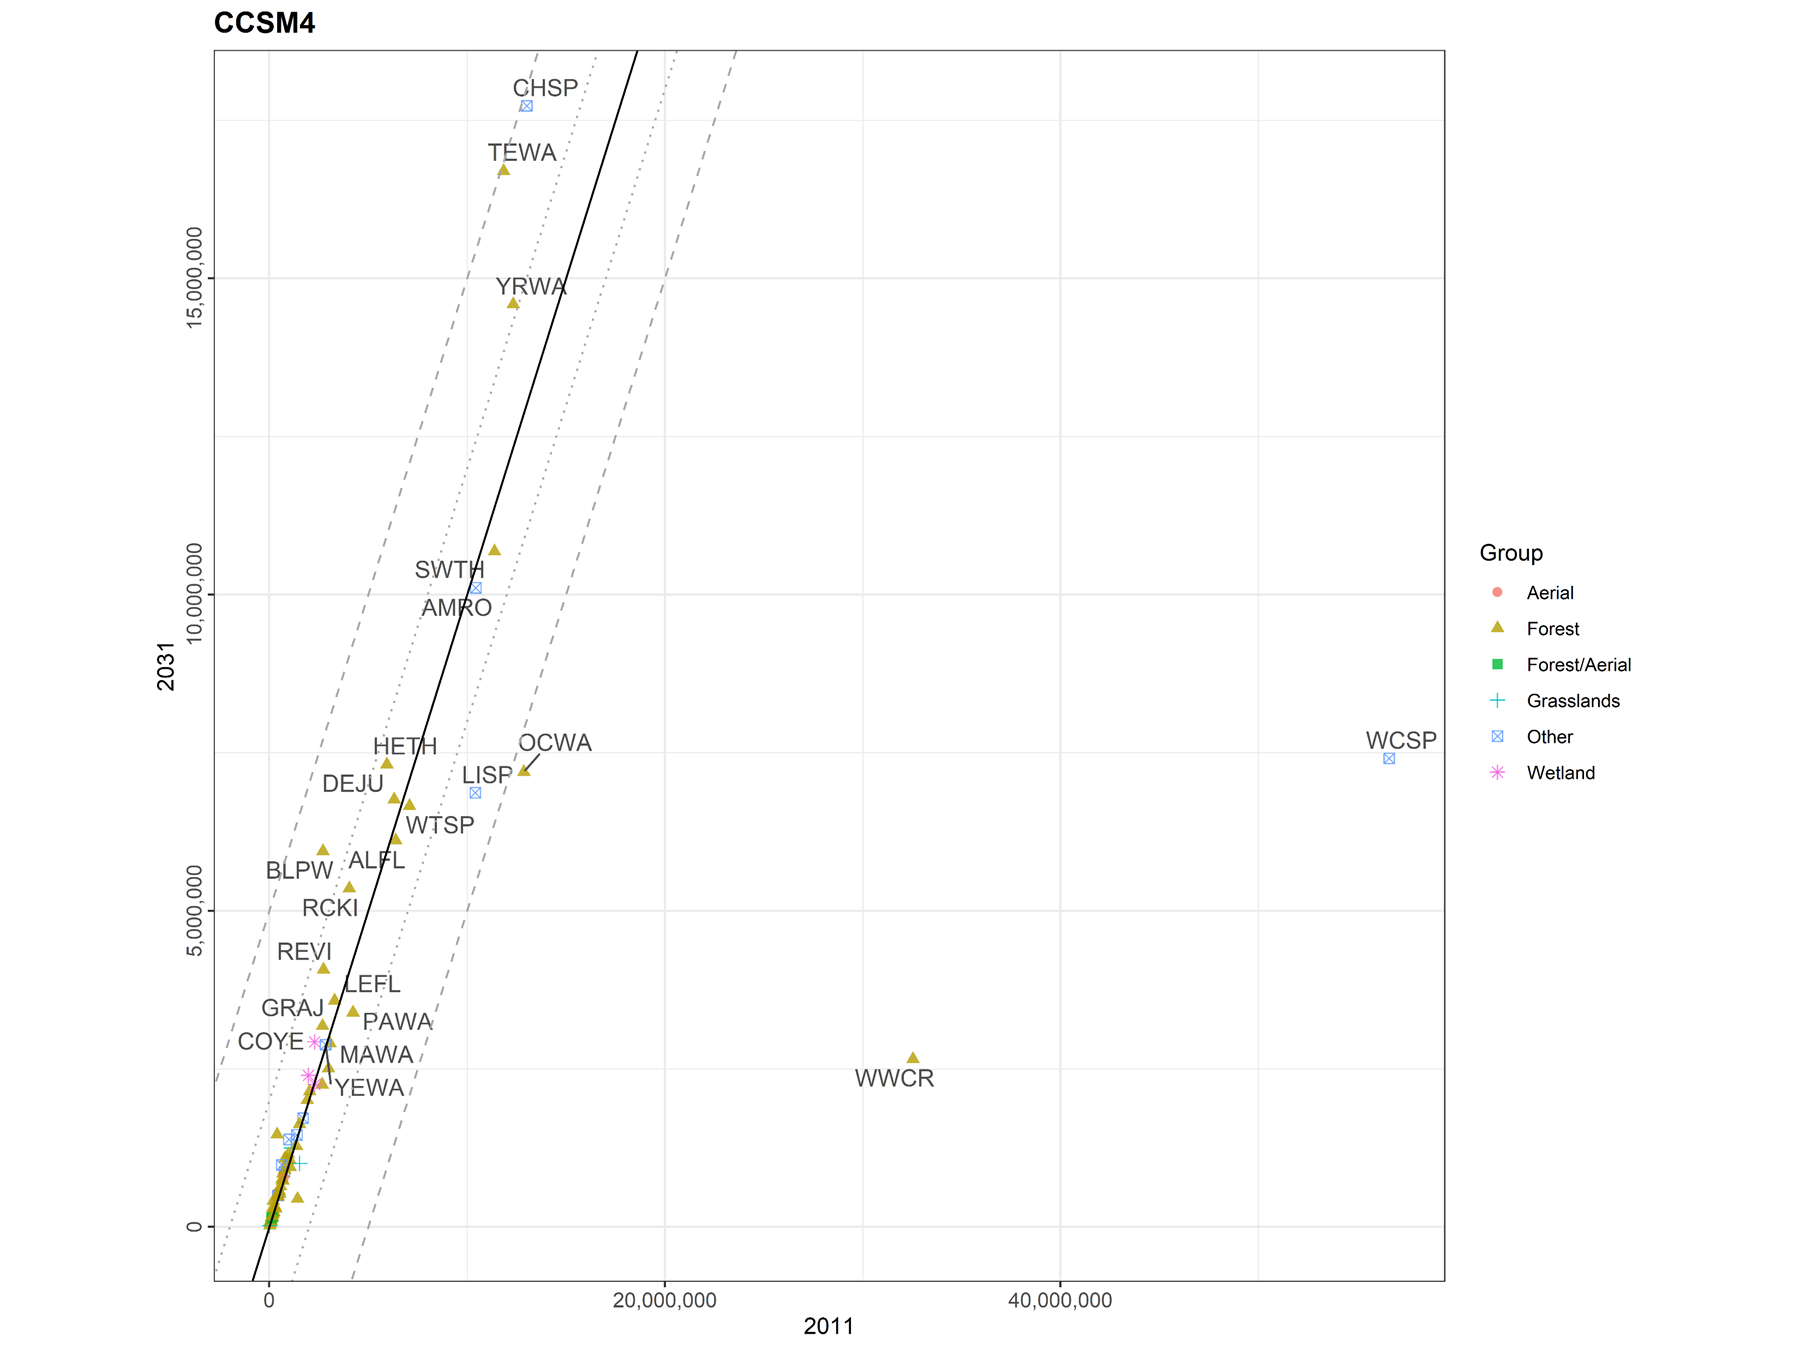 CCSM4
CHSP
TEWA
15,000,000
YRWA
SWTH
10,000,000
AMRO
2031
HETH
OCWA
WCSP
DEJU
LISP
WTSP
BLPW
ALFL
RCKI
5,000,000
REVI
LEFL
GRAJ
PAWA
COYE
MAWA
WWCR
YEWA
0
0
20,000,000
40,000,000
2011
Group
Aerial
Forest
Forest/Aerial
Grasslands
Other
Wetland